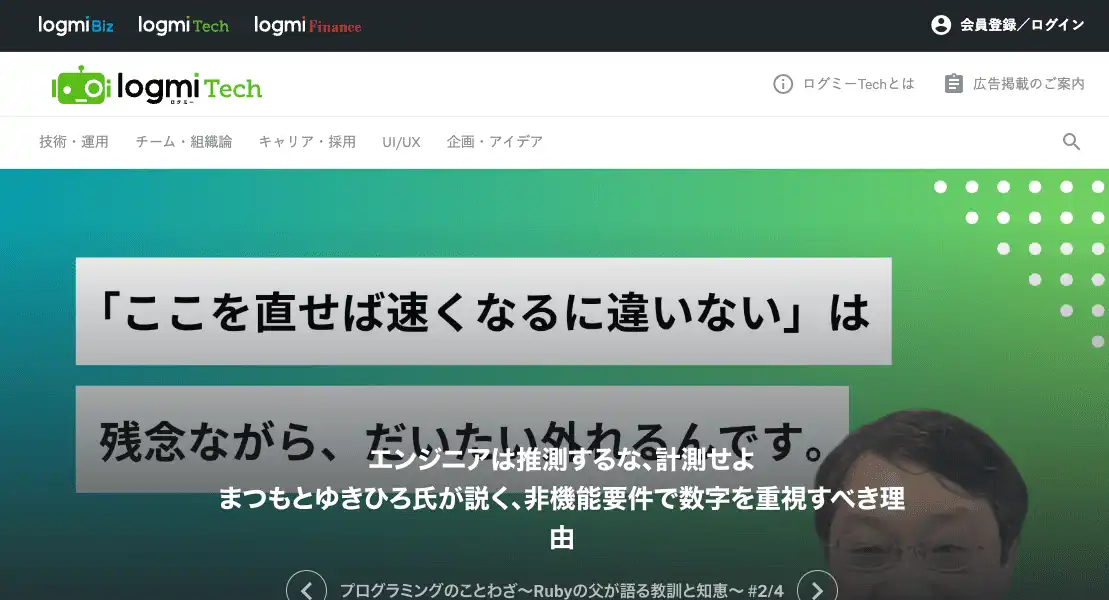 logmi Biz logmi Tech logmi Finance 会員登録／ログイン
logmi Tech ログミーTechとは 広告掲載のご案内
ログミー
技術・運用 チーム・組織論 キャリア・採用 UI/UX 企画・アイデア
「ここを直せば速くなるに違いない」は
残念ながら、だいたい外れるんです。
エンジニアは推測するな、計測せよ
まつもとゆきひろ氏が説く、非機能要件で数字を重視すべき理
由
プログラミングのことわざ〜Rubyの父が語る教訓と知恵〜 #2/4